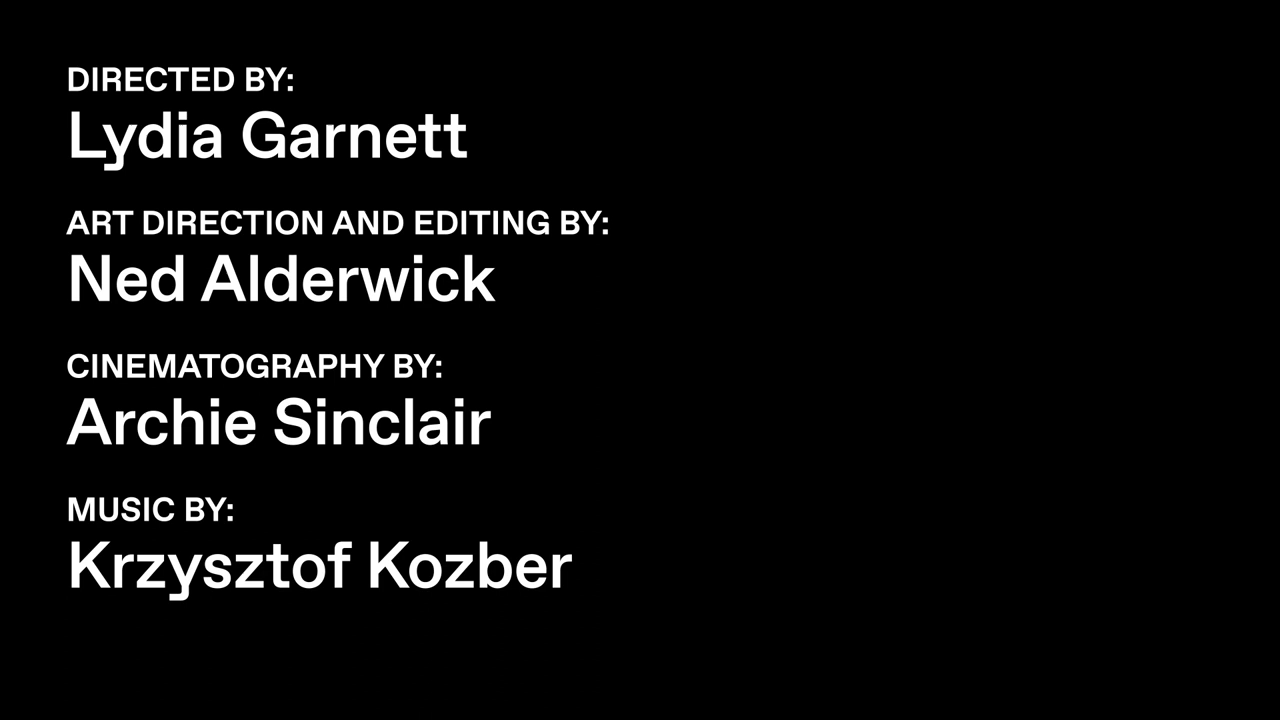 DIRECTED BY:
Lydia Garnett
ART DIRECTION AND EDITING BY:
Ned Alderwick
CINEMATOGRAPHY BY:
Archie Sinclair
MUSIC BY:
Krzysztof Kozber